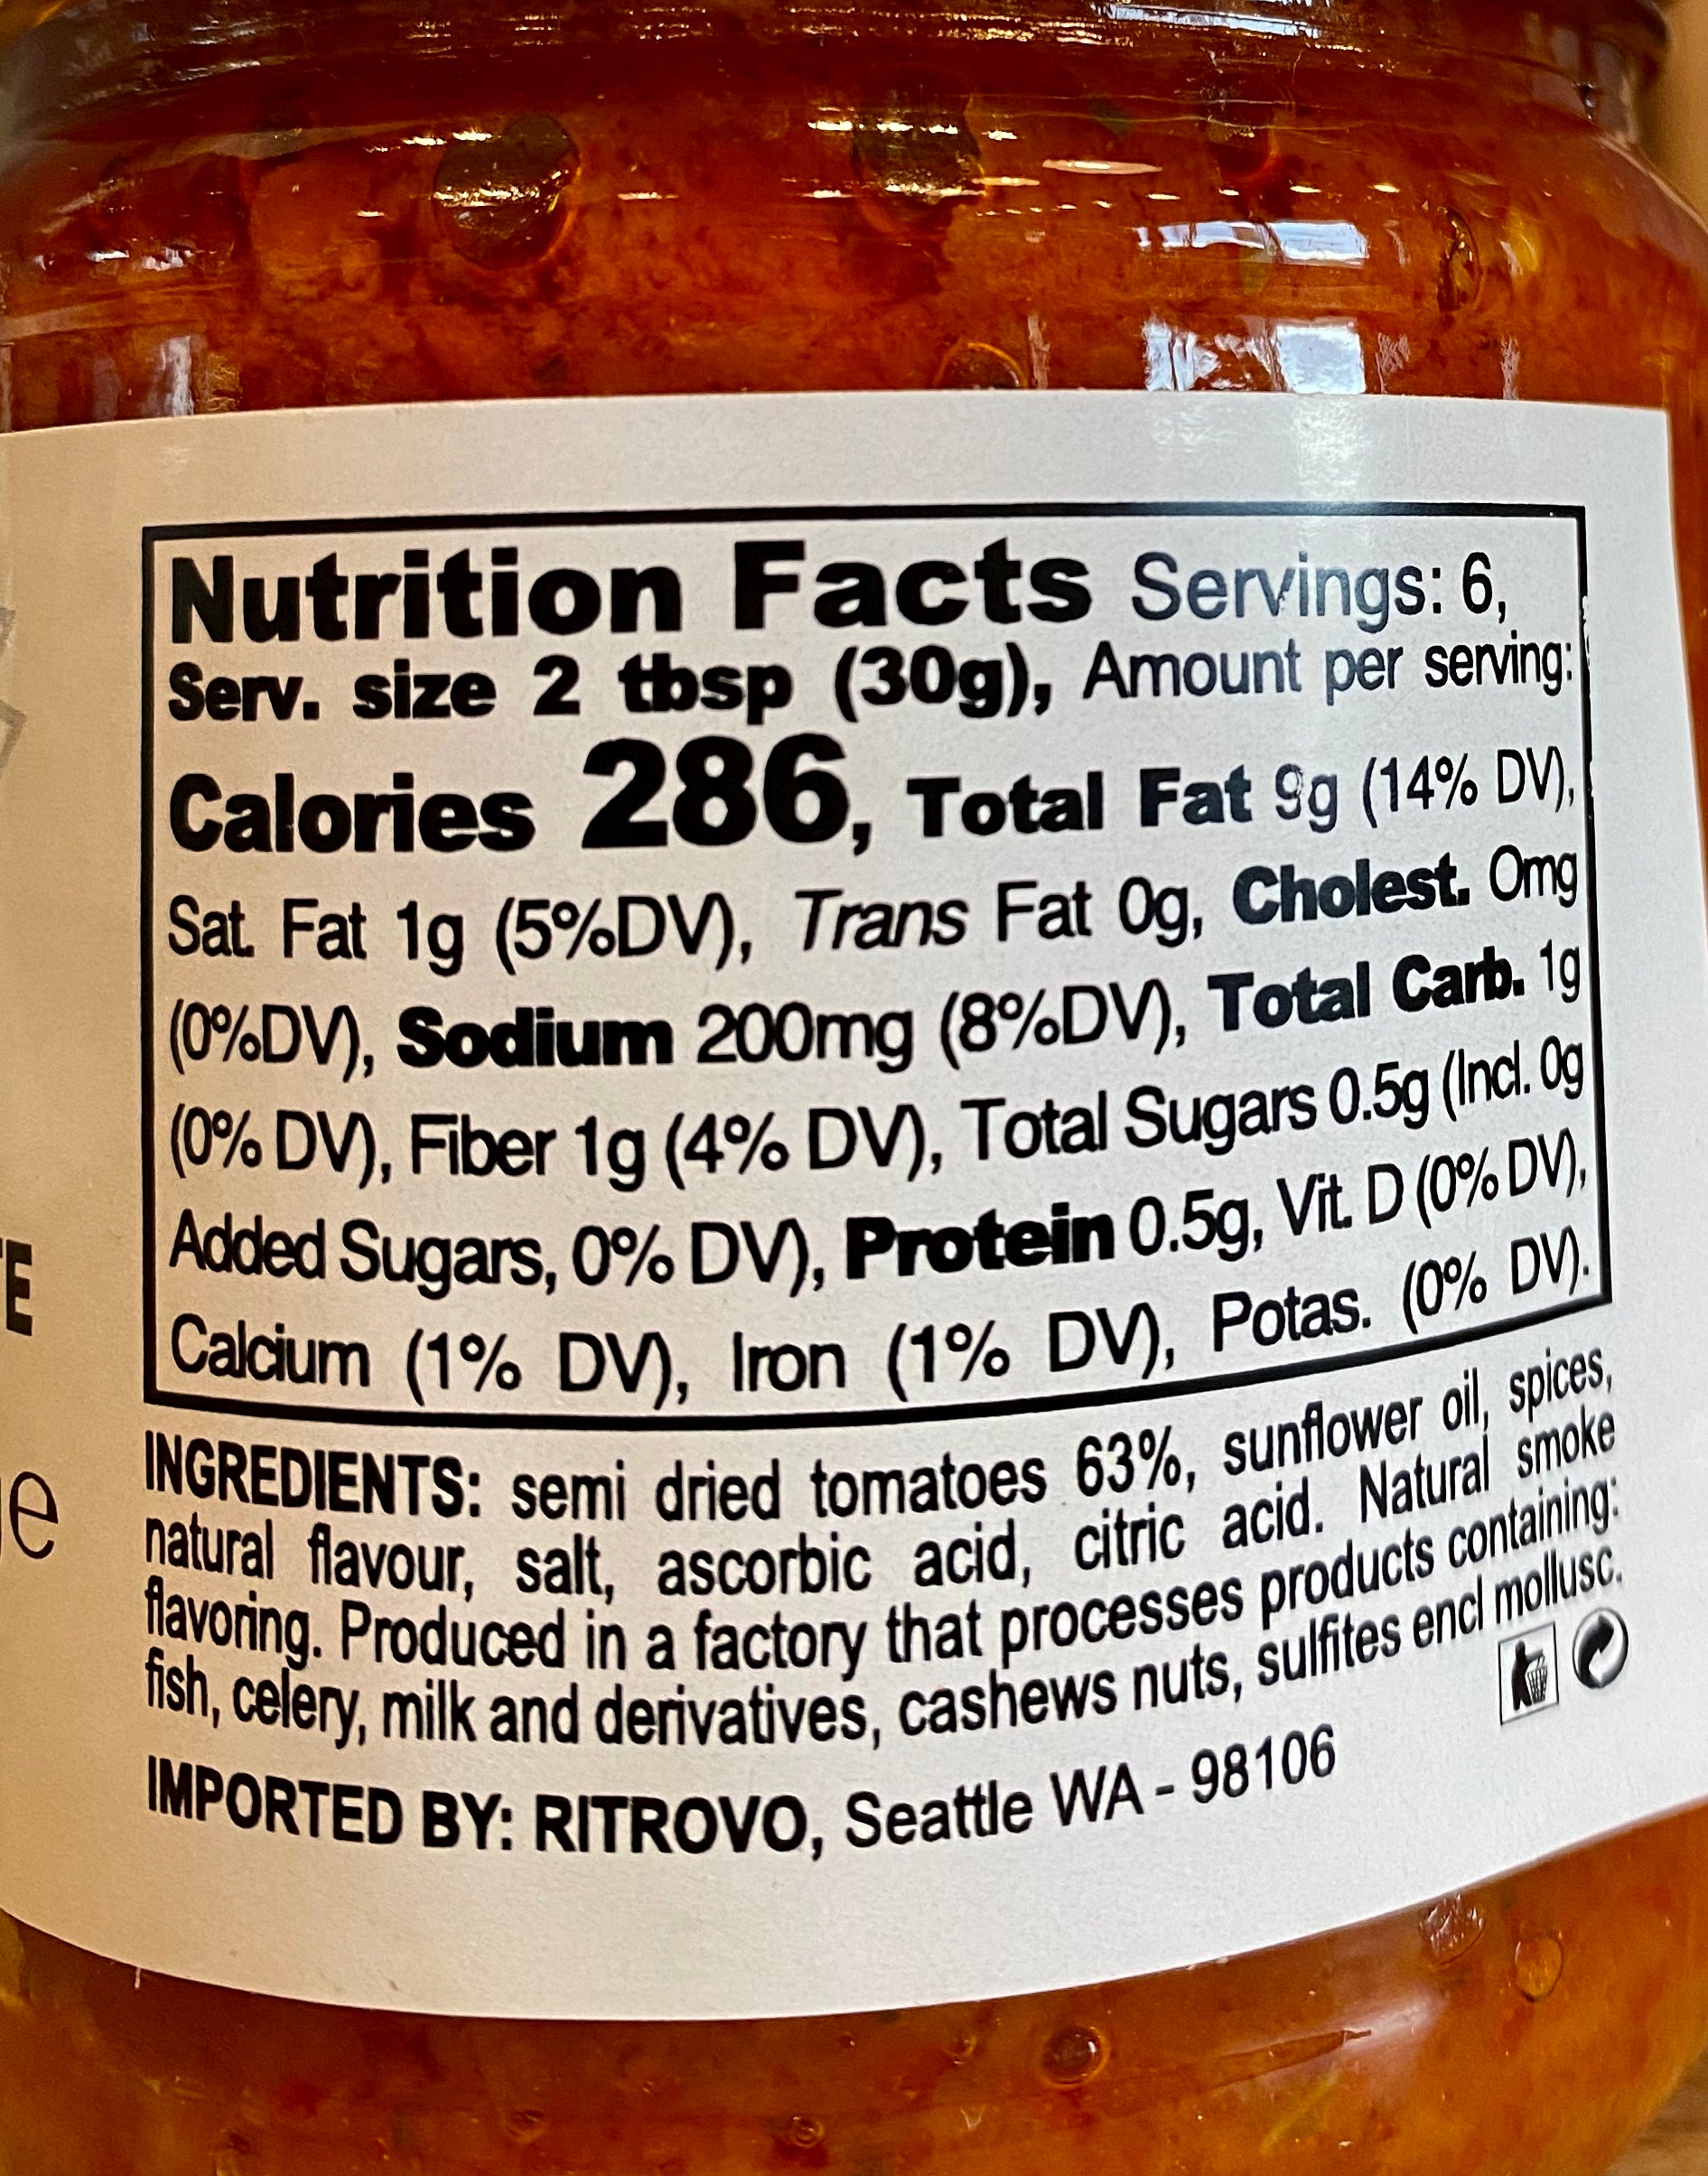 Nutrition Facts Servings: 6,
Serv. size 2 tbsp (30g), Amount per serving:
Calories 286, Total Fat 9g (14% DV),
Sat. Fat 1g (5%DV), Trans Fat 0g, Cholest. 0mg
(0%DV), Sodium 200mg (8%DV), Total Carb. 1g
(0% DV), Fiber 1g (4% DV), Total Sugars 0.5g (Incl. 0g
Added Sugars, 0% DV), Protein 0.5g, Vit. D (0% DV),
Calcium (1% DV), Iron (1% DV), Potas. (0% DV).
INGREDIENTS: semi dried tomatoes 63%, sunflower oil, spices,
natural flavour, salt, ascorbic acid, citric acid. Natural smoke
flavoring. Produced in a factory that processes products containing:
fish, celery, milk and derivatives, cashews nuts, sulfites encl mollusc.
IMPORTED BY: RITROVO, Seattle WA - 98106